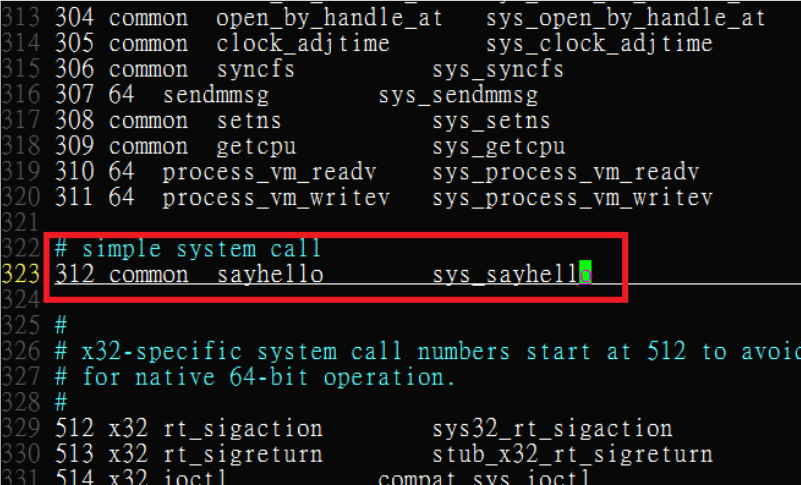 313 304 common open_by_handle_at sys_open_by_handle_at
314 305 common clock_adjtime sys_clock_adjtime
315 306 common syncfs sys_syncfs
316 307 64 sendmmsg sys_sendmmsg
317 308 common setns sys_setns
318 309 common getcpu sys_getcpu
319 310 64 process_vm_readv sys_process_vm_readv
320 311 64 process_vm_writev sys_process_vm_writev
321
322 # simple system call
323 312 common sayhello sys_sayhello
324
325 #
326 # x32-specific system call numbers start at 512 to avoid
327 # for native 64-bit operation.
328 #
329 512 x32 rt_sigaction sys32_rt_sigaction
330 513 x32 rt_sigreturn stub_x32_rt_sigreturn
331 514 x32 ioctl compat_sys_ioctl